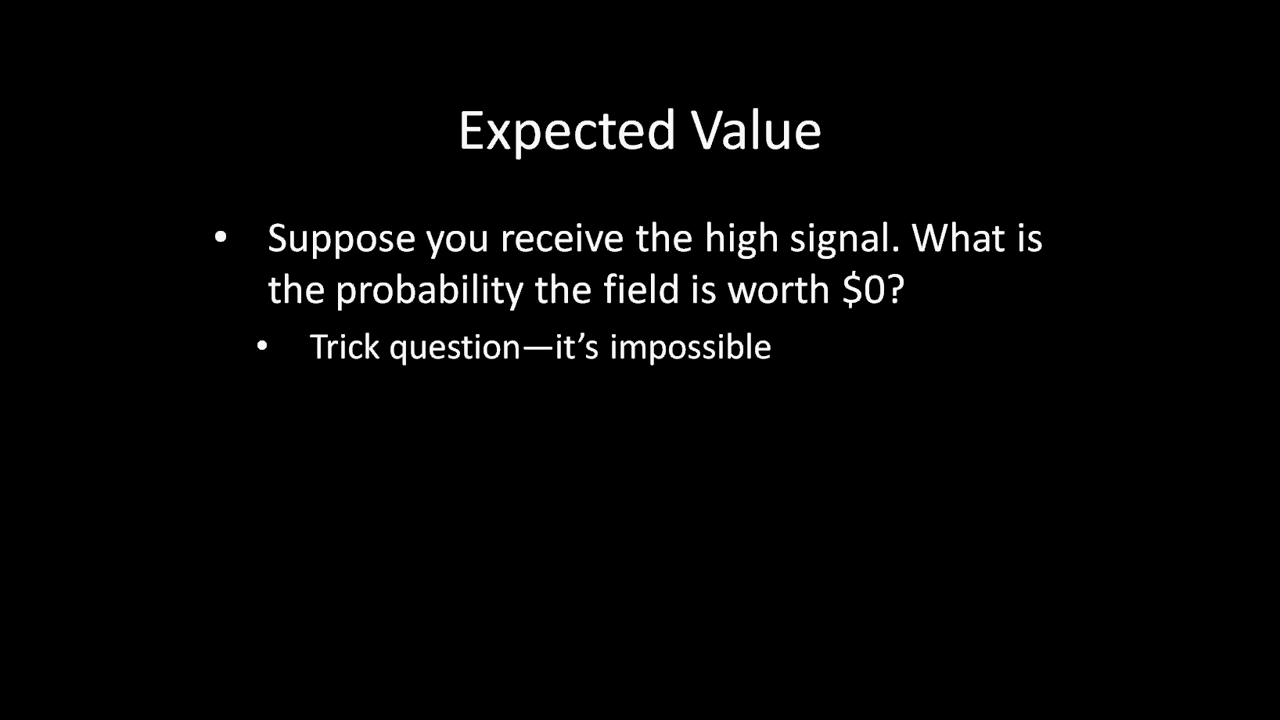 Expected Value
• Suppose you receive the high signal. What is
the probability the field is worth $0?
• Trick question—it’s impossible